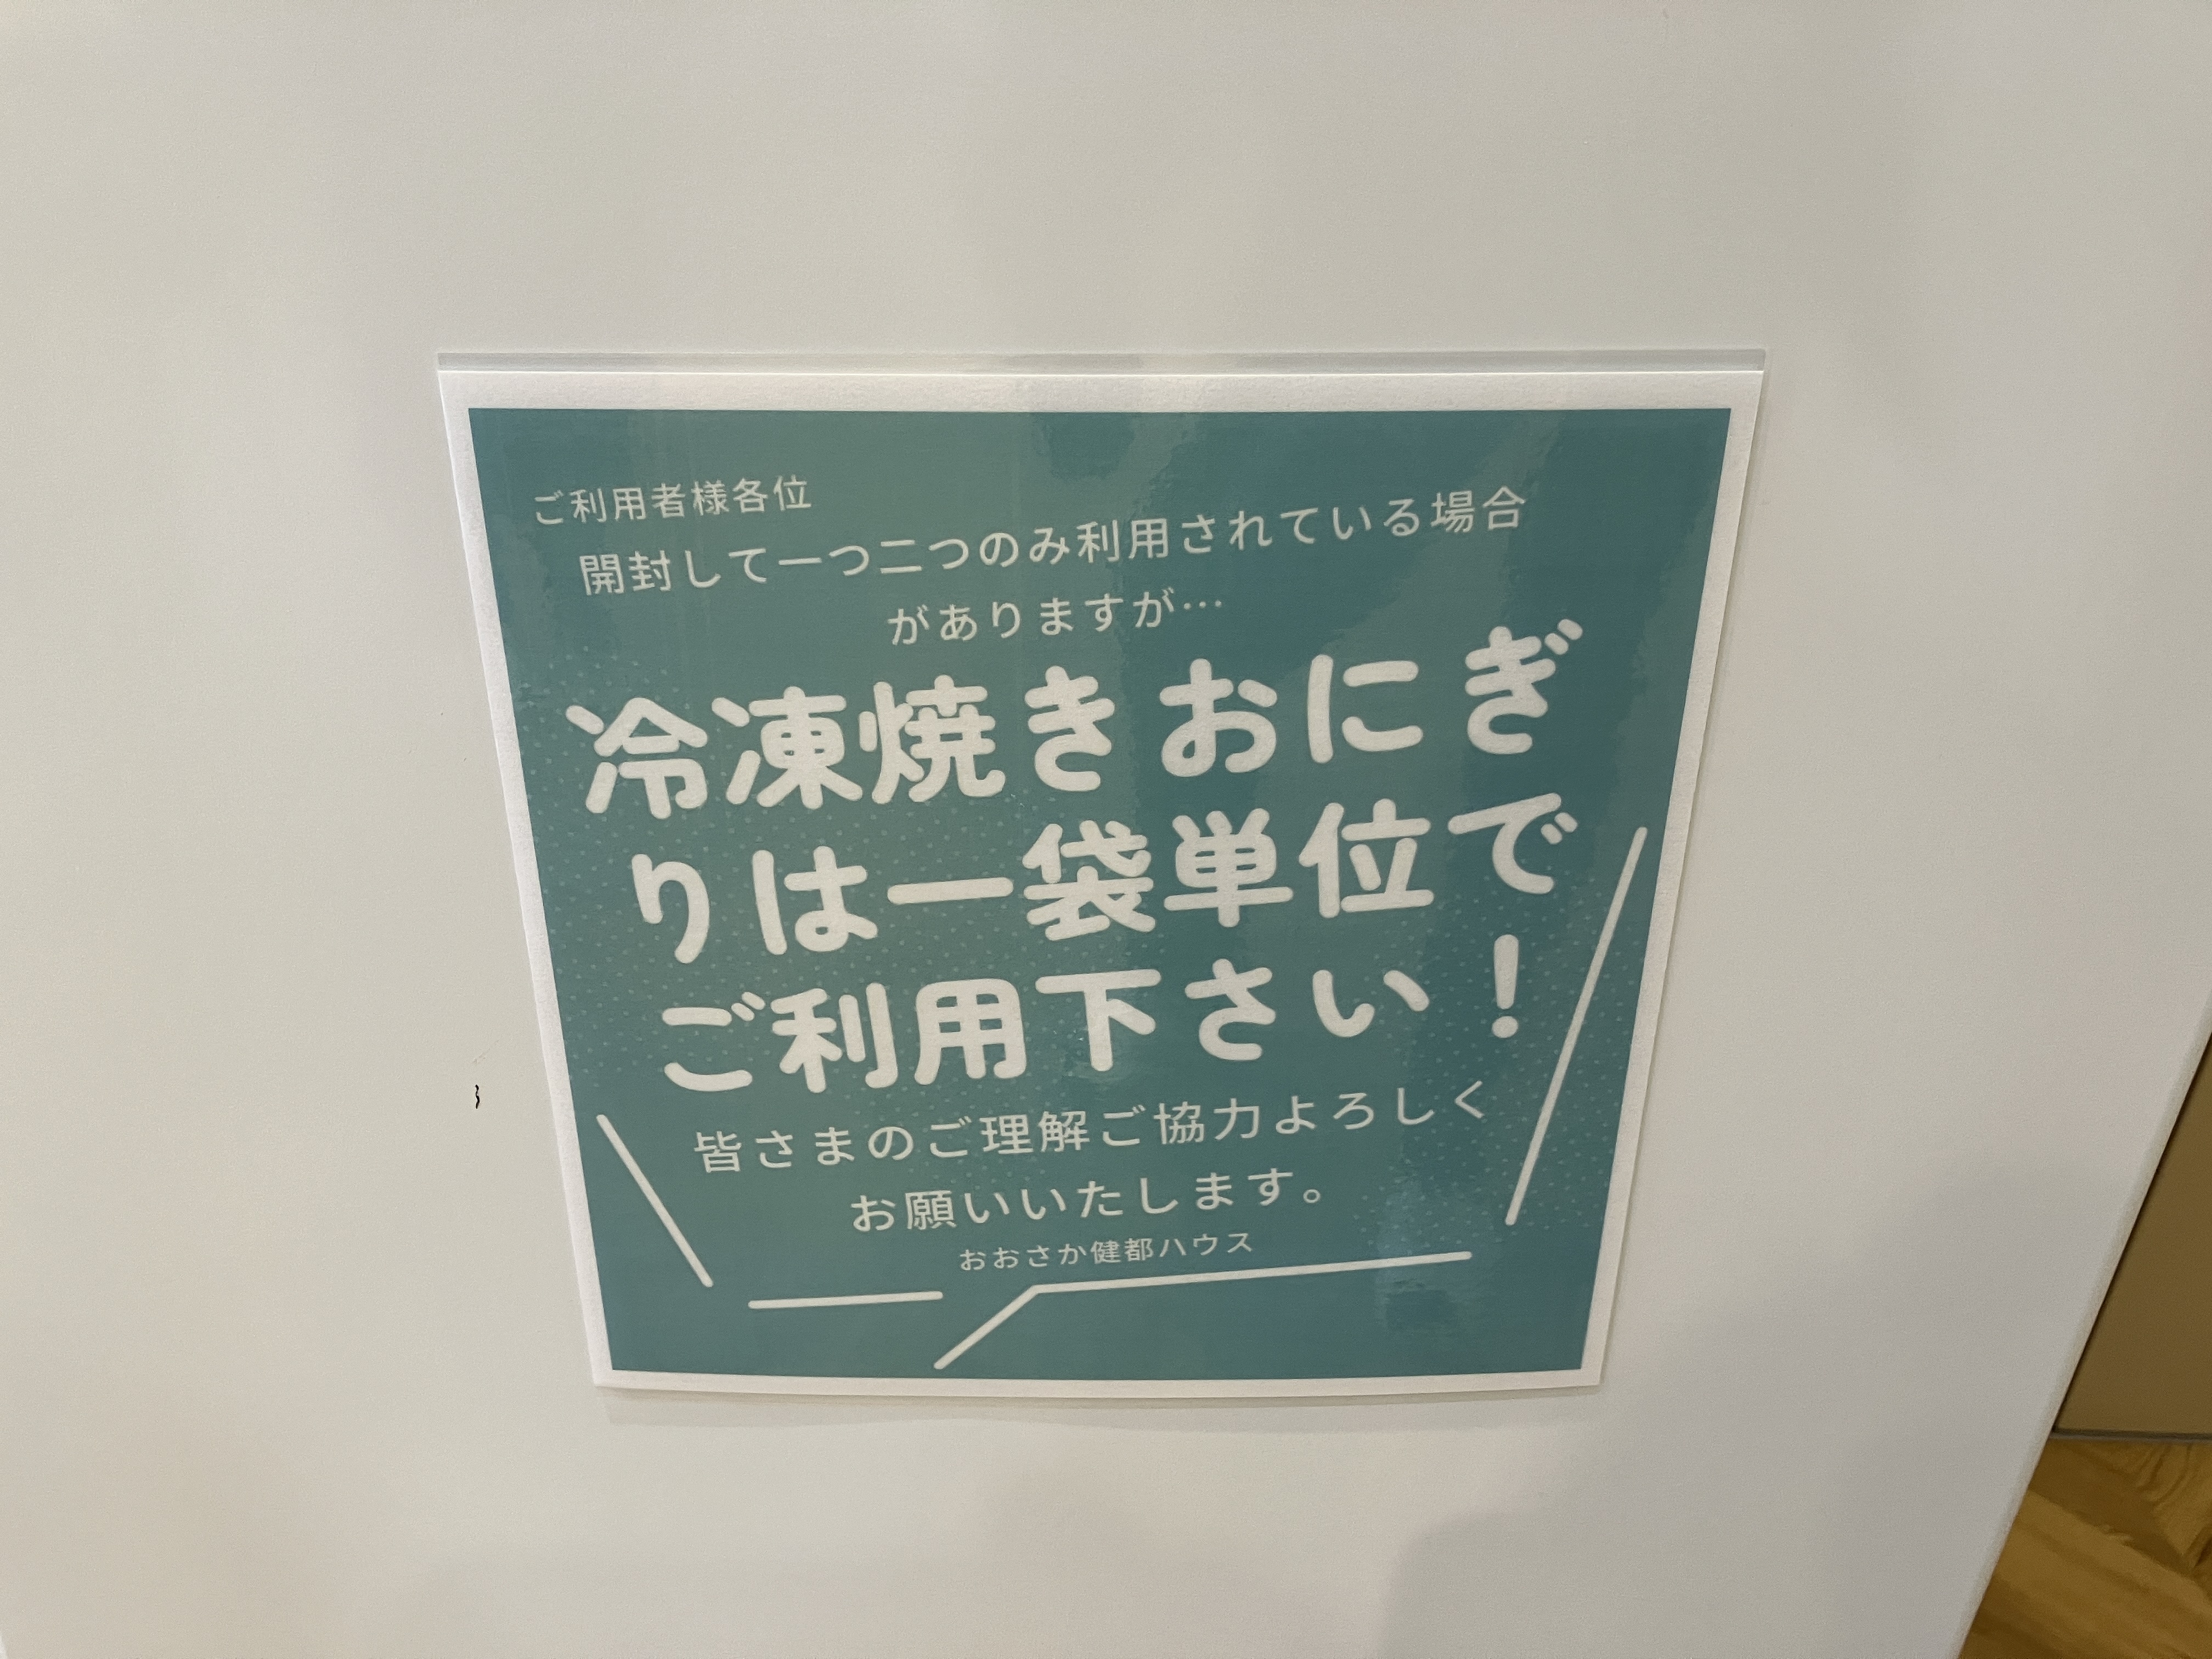 ご利用者様各位
開封して一つ二つのみ利用されている場合
がありますが…
冷凍焼きおにぎ
りは一袋単位で
ご利用下さい！
皆さまのご理解ご協力よろしく
お願いいたします。
おおさか健都ハウス